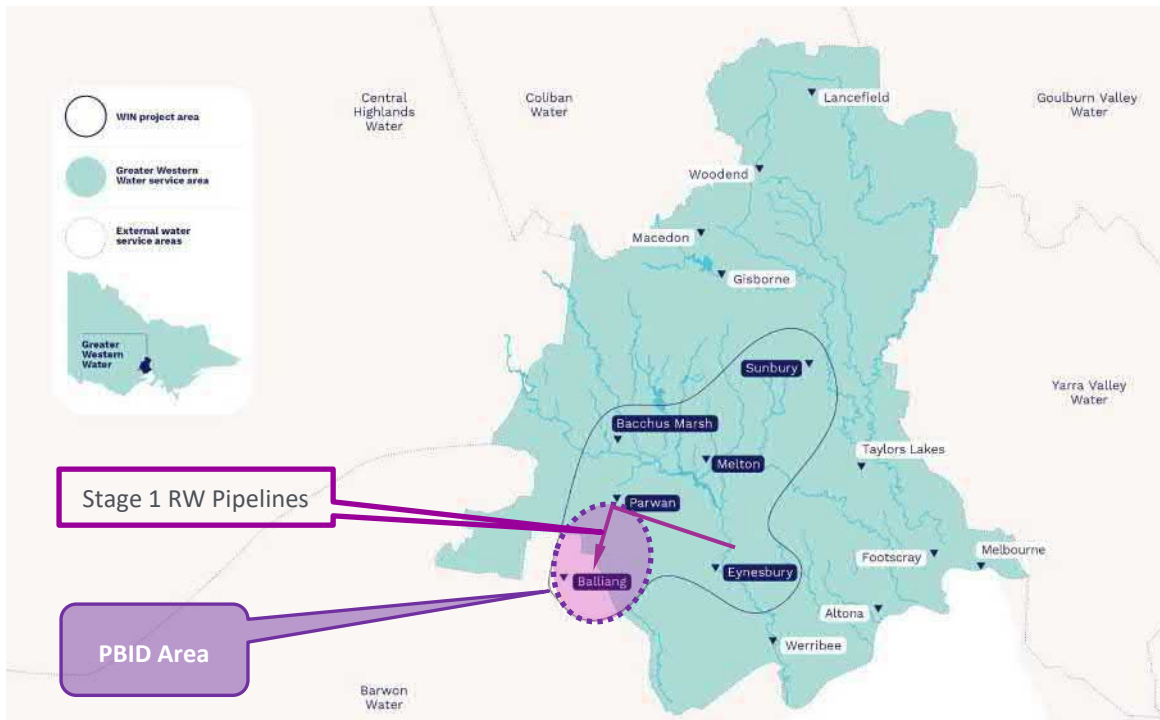 WIN project area
Greater Western
Water service area
External water
service areas
Greater
Western
Water
Central
Highlands
Water
Coliban
Water
Goulburn Valley
Water
Lancefield
Woodend
Macedon
Gisborne
Sunbury
Yarra Valley
Water
Bacchus Marsh
Taylors Lakes
Melton
Stage 1 RW Pipelines
Parwan
Footscray
Melbourne
Eynesbury
Balliang
Altona
PBID Area
Werribee
Barwon
Water